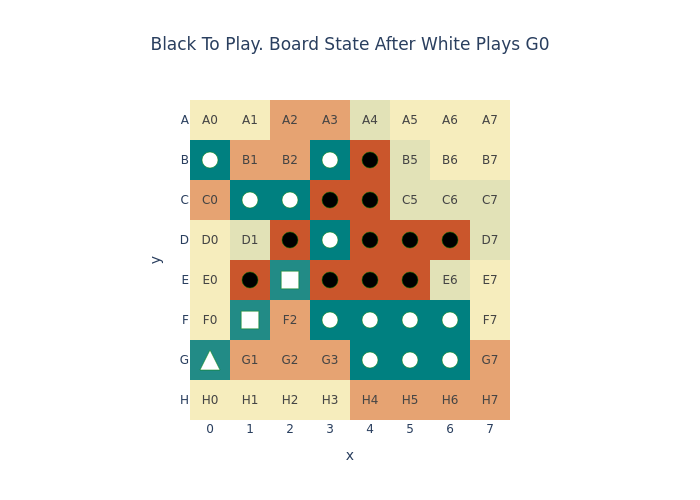 Black To Play. Board State After White Plays G0
A A0 A1 A2 A3 A4 A5 A6 A7
B B1 B2 B5 B6 B7
C C0 C5 C6 C7
D D0 D1 D7
y
E E0 E6 E7
F F0 F2 F7
G G1 G2 G3 G7
H H0 H1 H2 H3 H4 H5 H6 H7
0 1 2 3 4 5 6 7
x